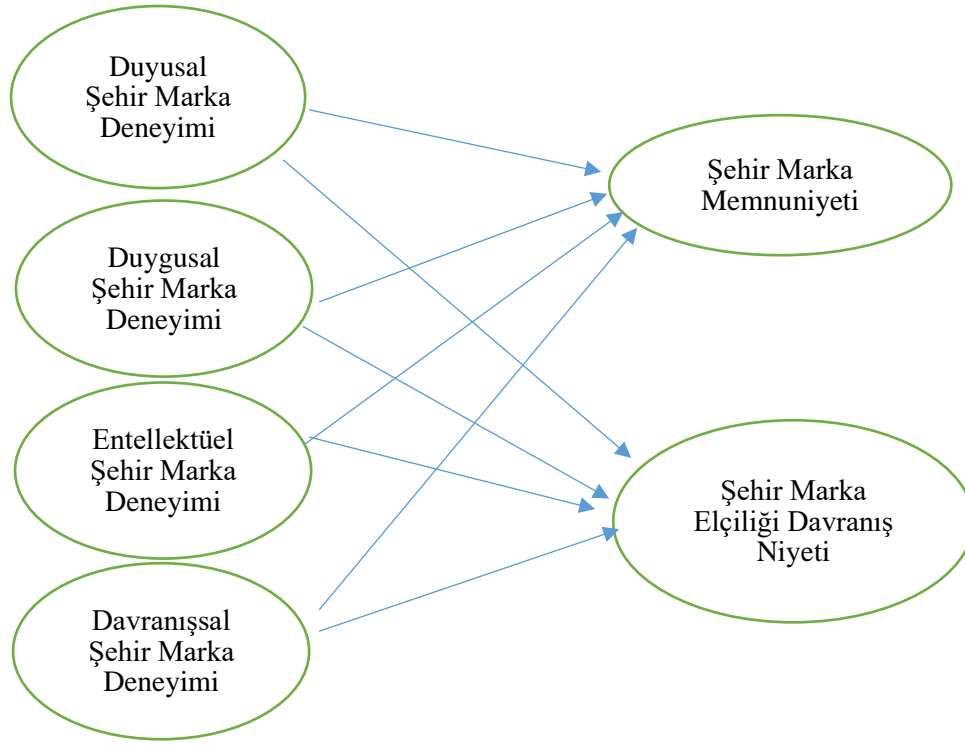 Duyusal
Şehir Marka
Deneyimi
Duygusal
Şehir Marka
Deneyimi
Entellektüel
Şehir Marka
Deneyimi
Davranışsal
Şehir Marka
Deneyimi
Şehir Marka
Memnuniyeti
Şehir Marka
Elçiliği Davranış
Niyeti